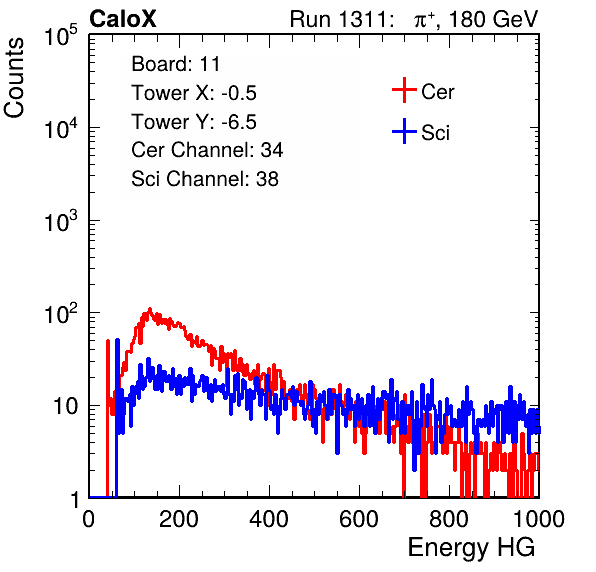 CaloX Run 1311: π⁺, 180 GeV
Counts
Board: 11
Tower X: -0.5
Tower Y: -6.5
Cer Channel: 34
Sci Channel: 38
Cer
Sci
10⁵
10⁴
10³
10²
10
1
0 200 400 600 800 1000
Energy HG